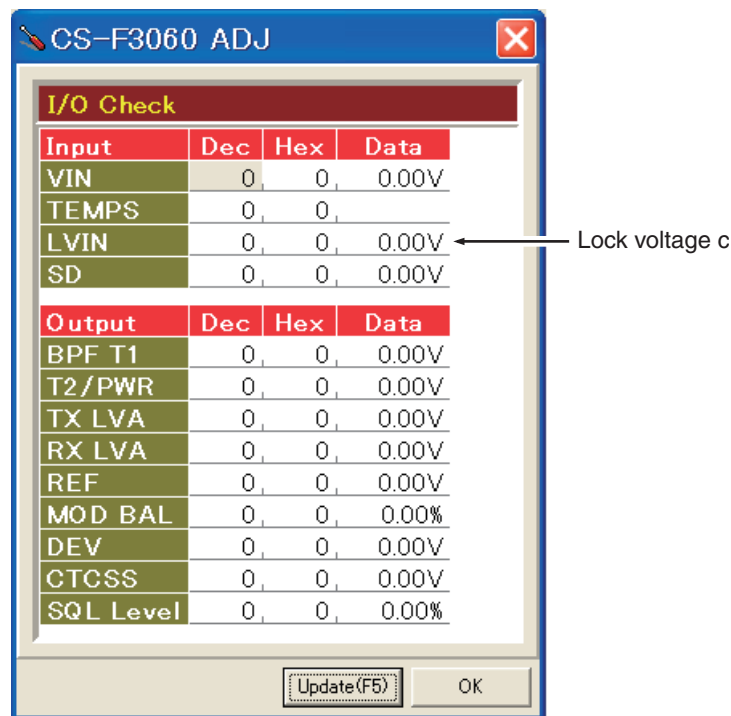 CS-F3060 ADJ
I/O Check
Input Dec Hex Data
VIN 0, 0, 0.00V
TEMPS 0, 0,
LVIN 0, 0, 0.00V
Lock voltage c
SD 0, 0, 0.00V
Output Dec Hex Data
BPF T1 0, 0, 0.00V
T2/PWR 0, 0, 0.00V
TX LVA 0, 0, 0.00V
RX LVA 0, 0, 0.00V
REF 0, 0, 0.00V
MOD BAL 0, 0, 0.00%
DEV 0, 0, 0.00V
CTCSS 0, 0, 0.00V
SQL Level 0, 0, 0.00%
Update(F5) OK